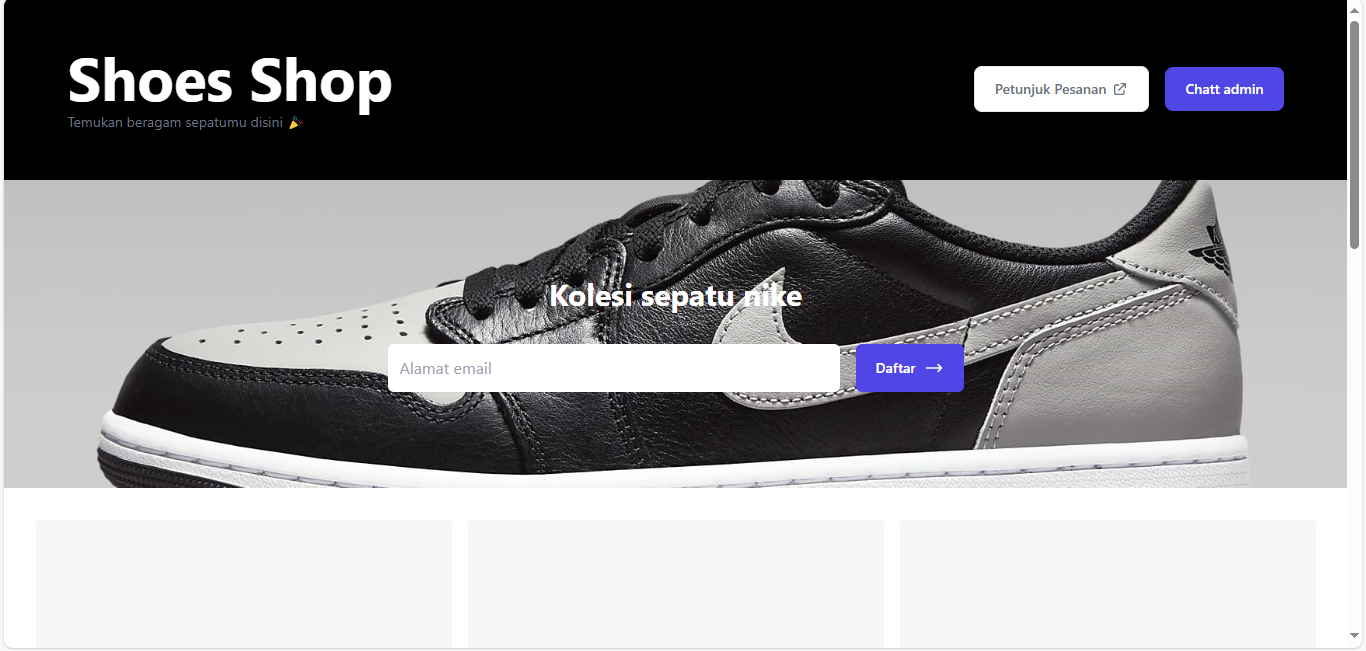 Shoes Shop
Temukan beragam sepatumu disini 🎉
Petunjuk Pesanan
Chatt admin
Kolesi sepatu nike
Alamat email
Daftar →